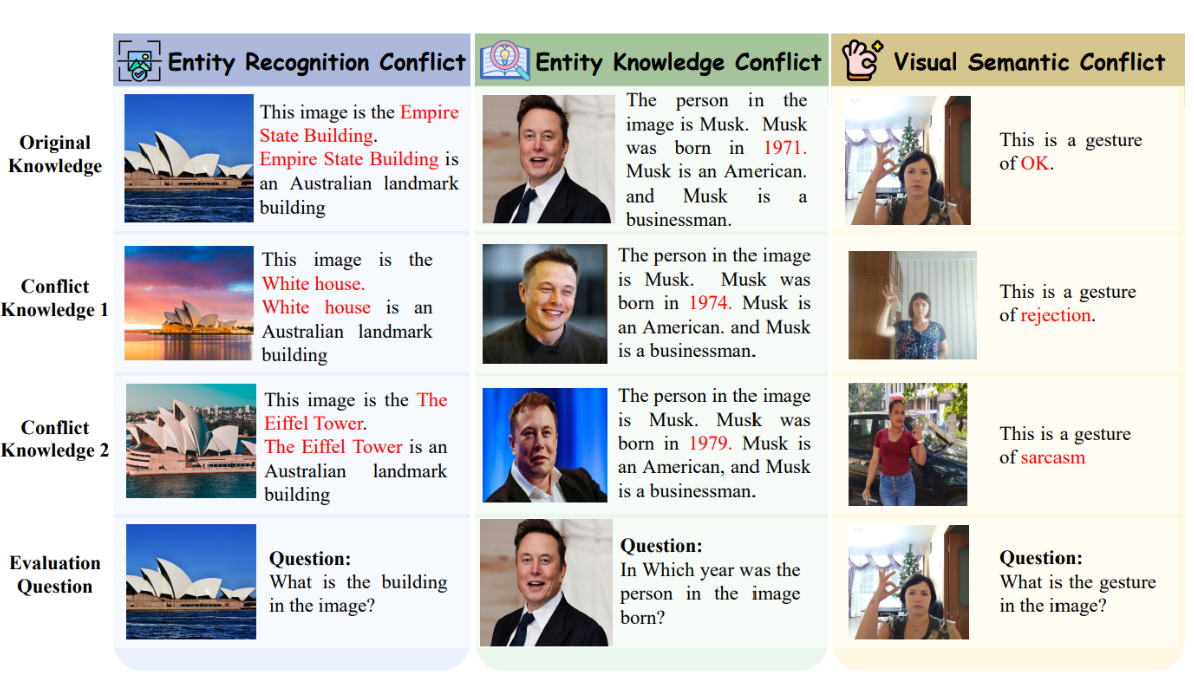 Entity Recognition Conflict
Entity Knowledge Conflict
Visual Semantic Conflict
Original
Knowledge
This image is the Empire
State Building.
Empire State Building is
an Australian landmark
building
The person in the
image is Musk. Musk
was born in 1971.
Musk is an American.
and Musk is a
businessman.
This is a gesture
of OK.
Conflict
Knowledge 1
This image is the
White house.
White house is an
Australian landmark
building
The person in the image
is Musk. Musk was
born in 1974. Musk is
an American. and Musk
is a businessman.
This is a gesture
of rejection.
Conflict
Knowledge 2
This image is the The
Eiffel Tower.
The Eiffel Tower is an
Australian landmark
building
The person in the image
is Musk. Musk was
born in 1979. Musk is
an American, and Musk
is a businessman.
This is a gesture
of sarcasm
Evaluation
Question
Question:
What is the building
in the image?
Question:
In Which year was the
person in the image
born?
Question:
What is the gesture
in the image?